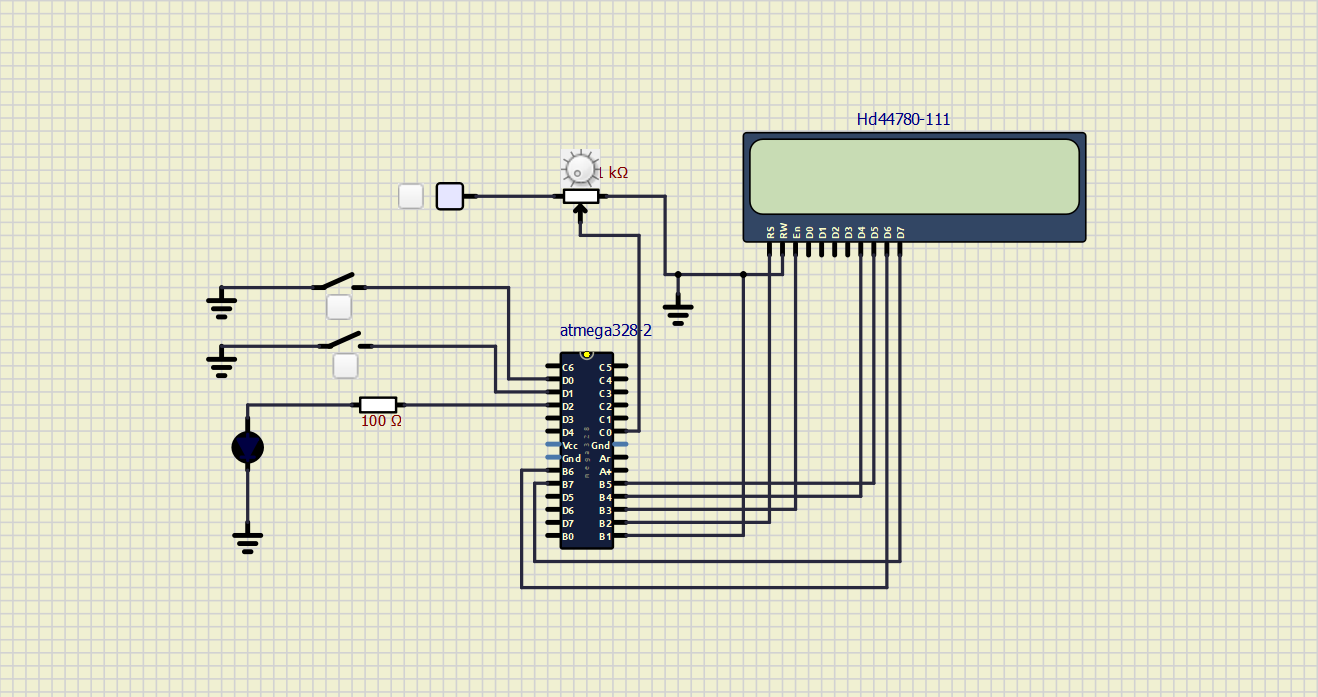 Hd44780-111
1 kΩ
RS RW En D0 D1 D2 D3 D4 D5 D6 D7
atmega328-2
C6 C5
D0 C4
D1 C3
D2 C2
D3 C1
D4 C0
Vcc Gnd
Gnd Ar
B6 A+
B7 B5
D5 B4
D6 B3
D7 B2
B0 B1
100 Ω